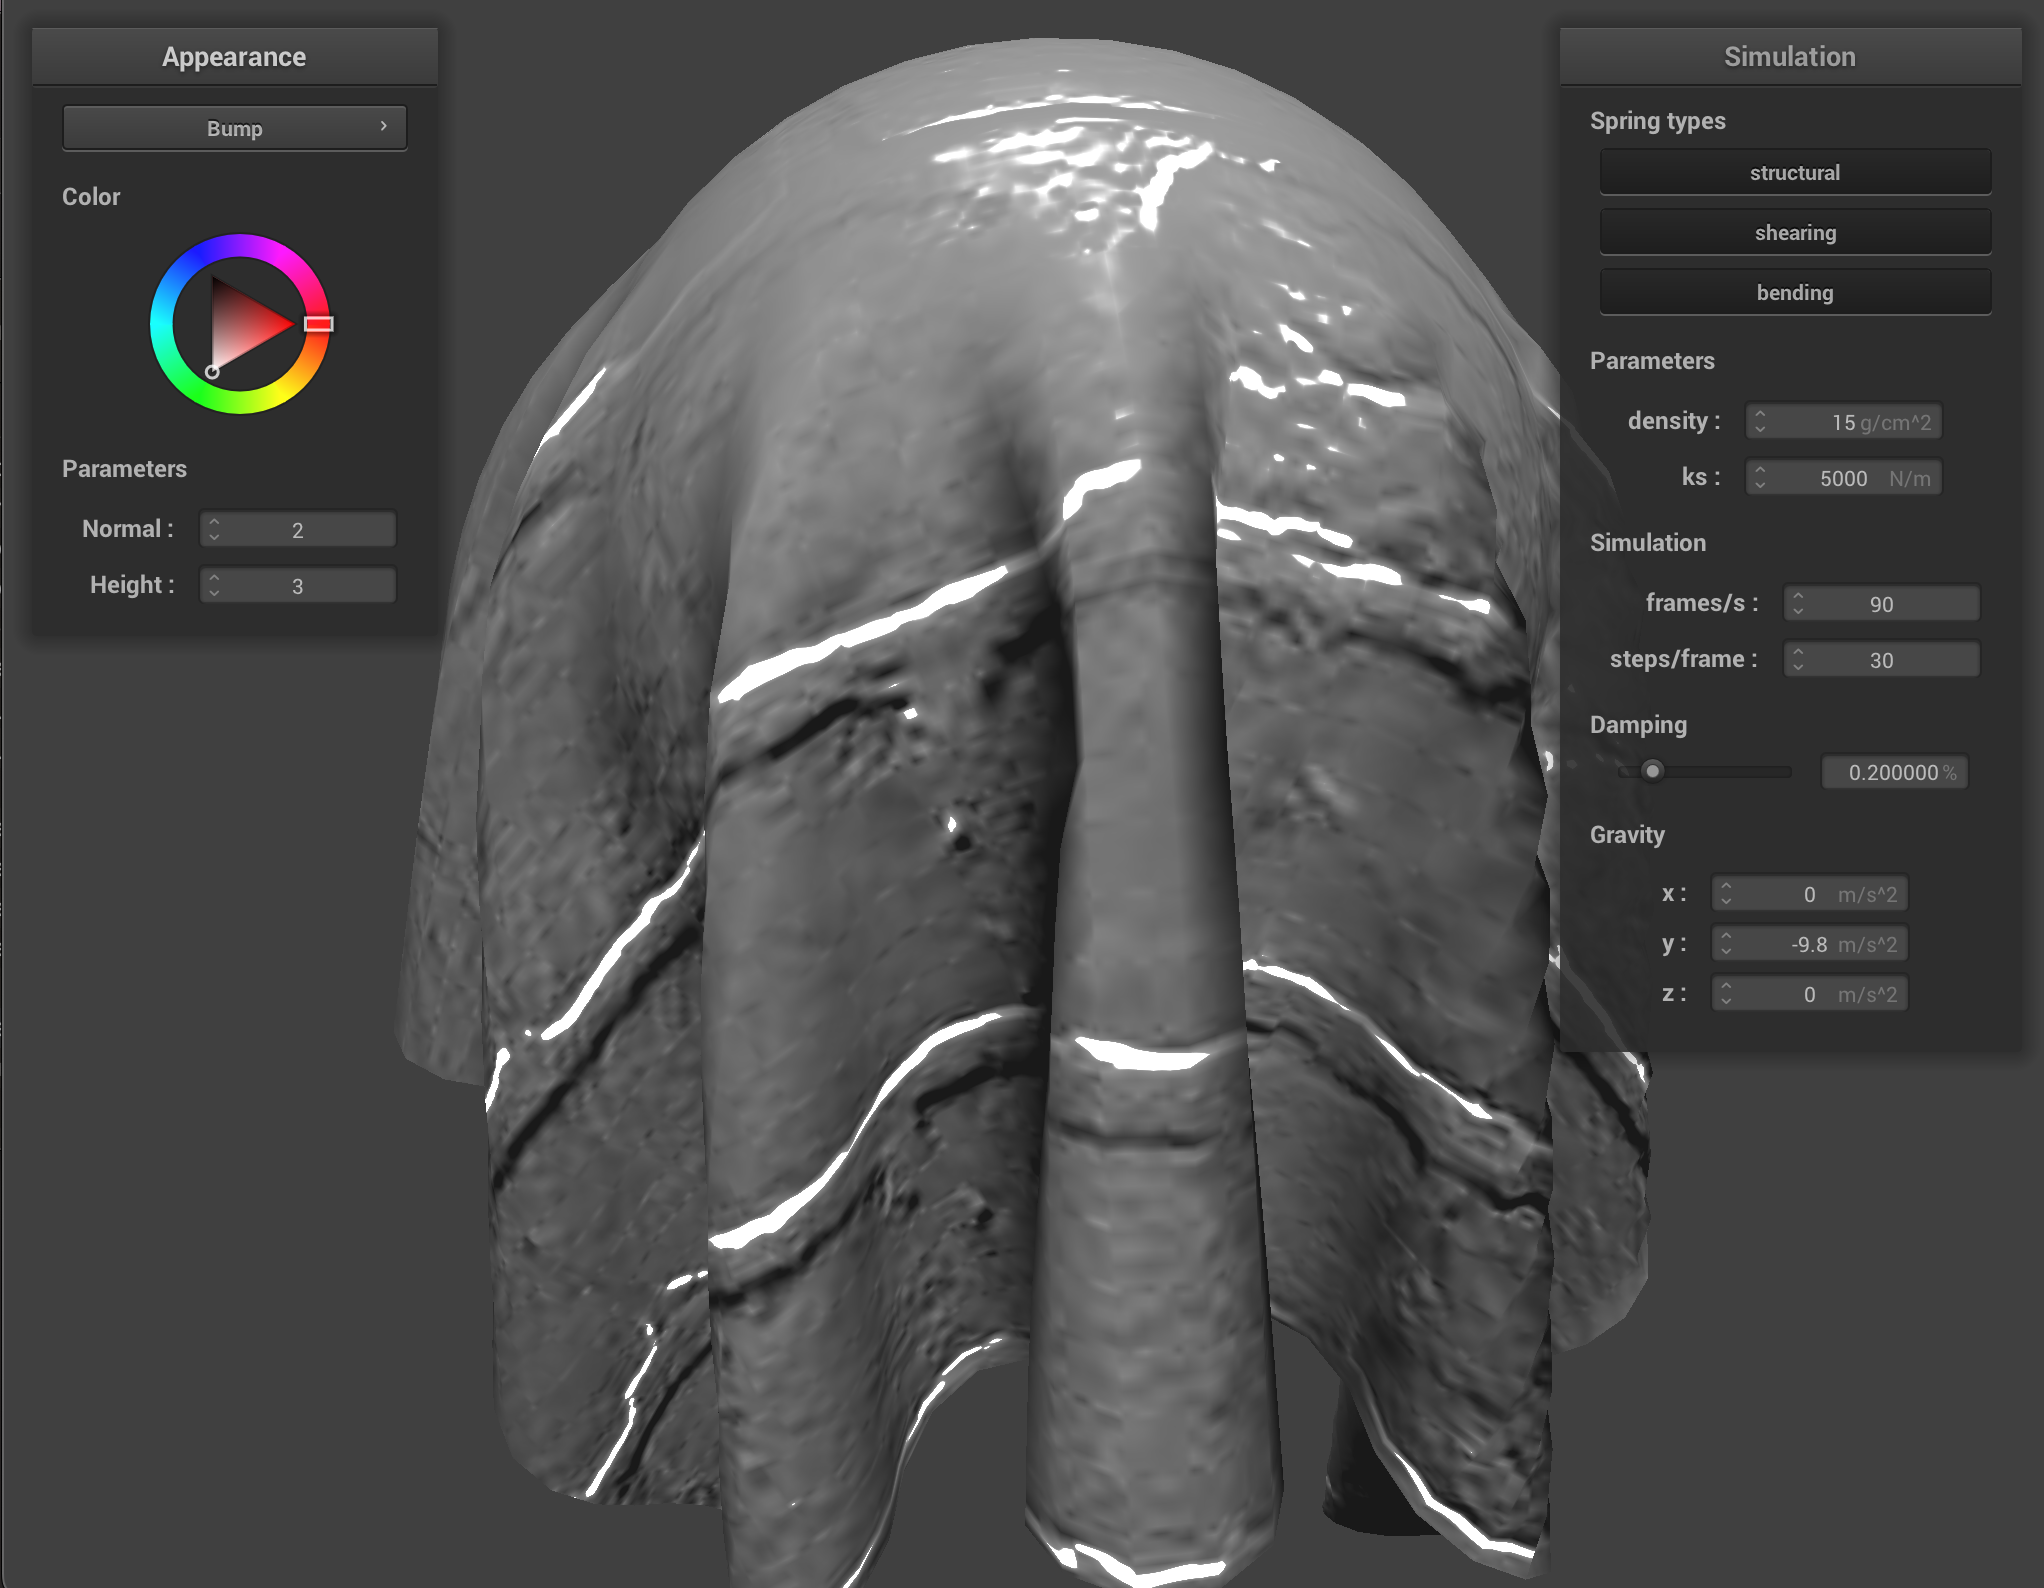 Appearance
Bump
Color
Parameters
Normal : 2
Height : 3
Simulation
Spring types
structural
shearing
bending
Parameters
density : 15 g/cm^2
ks : 5000 N/m
Simulation
frames/s : 90
steps/frame : 30
Damping
0.200000 %
Gravity
x : 0 m/s^2
y : -9.8 m/s^2
z : 0 m/s^2